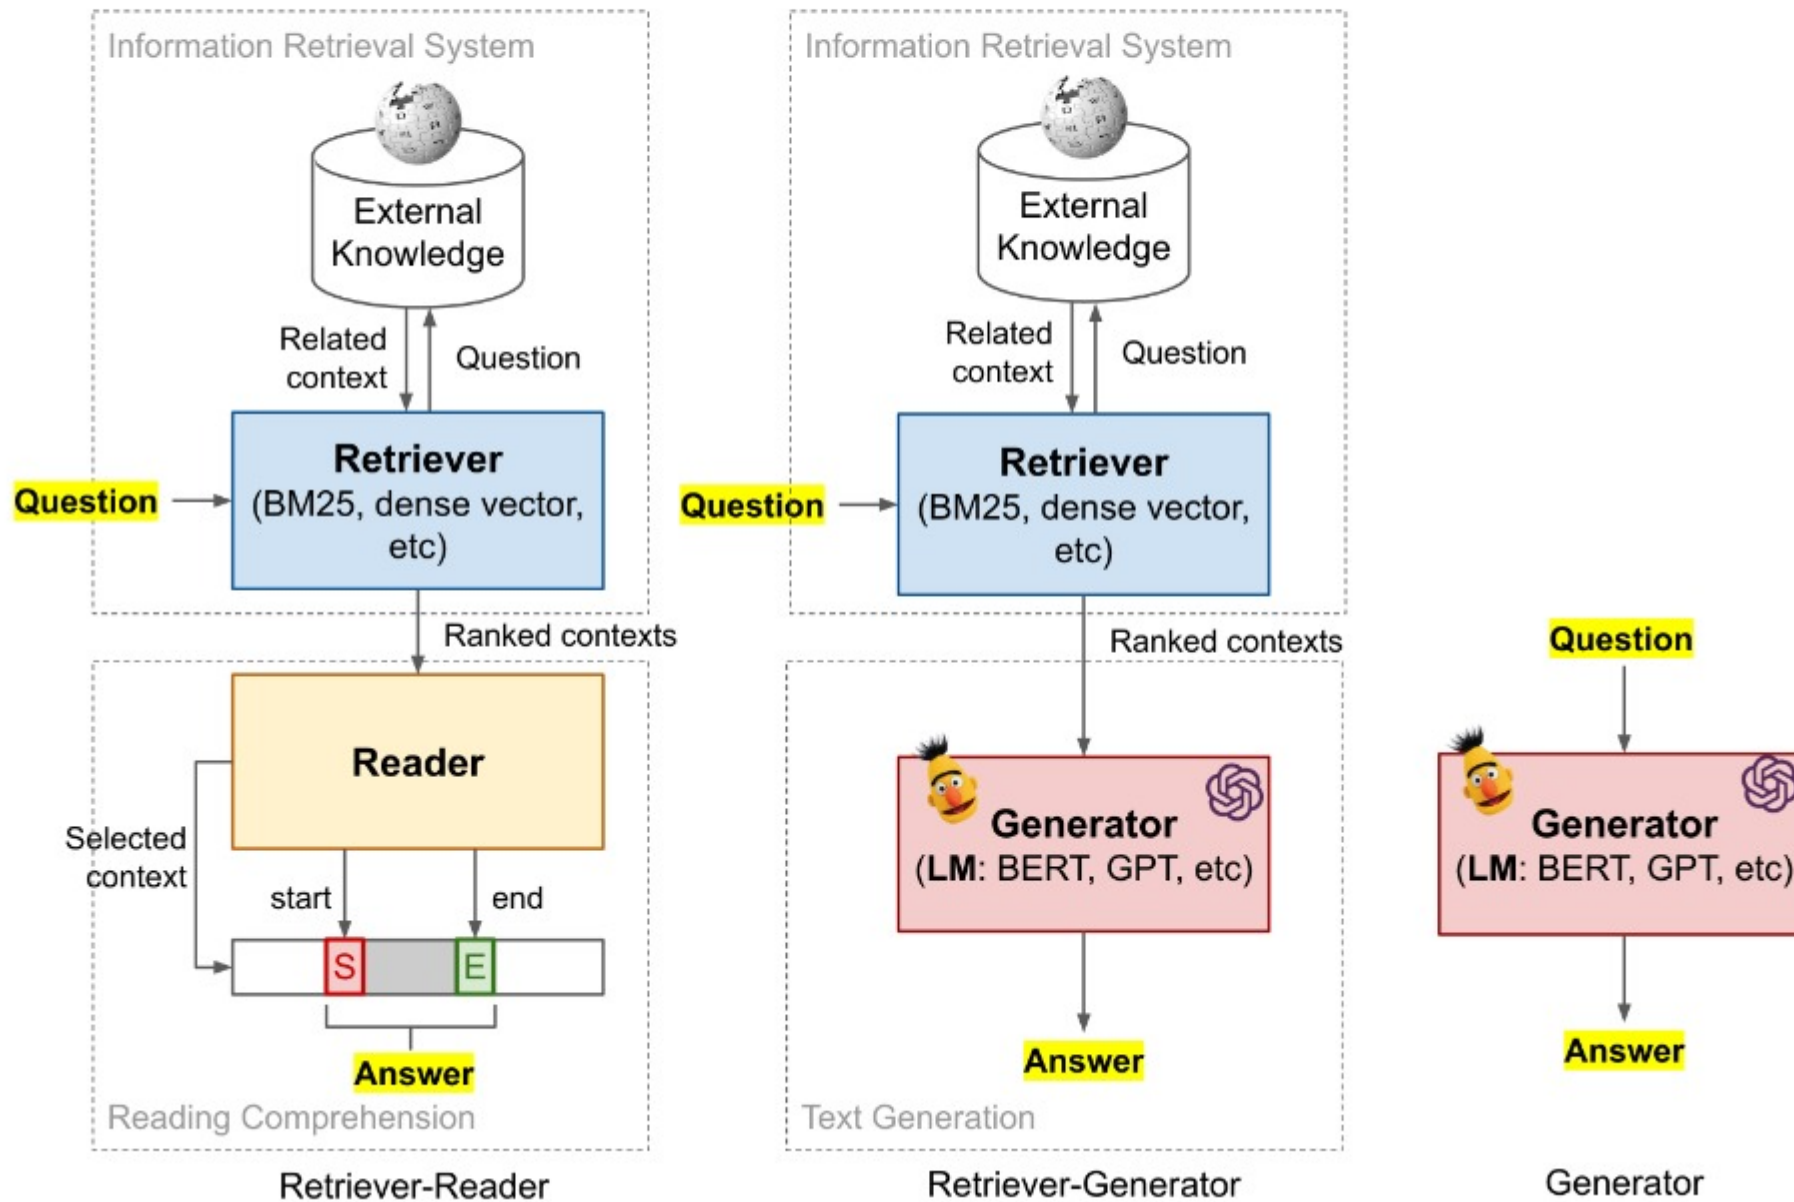 Information Retrieval System
External
Knowledge
Related
context
Question
Retriever
(BM25, dense vector,
etc)
Question
Ranked contexts
Reader
Selected
context
start
end
S
E
Answer
Reading Comprehension
Retriever-Reader
Information Retrieval System
External
Knowledge
Related
context
Question
Retriever
(BM25, dense vector,
etc)
Question
Ranked contexts
Generator
(LM: BERT, GPT, etc)
Answer
Text Generation
Retriever-Generator
Question
Generator
(LM: BERT, GPT, etc)
Answer
Generator